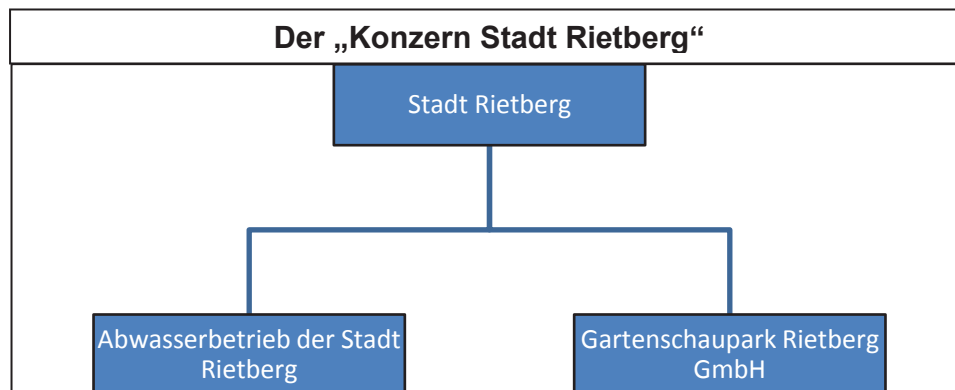 Der „Konzern Stadt Rietberg“
Stadt Rietberg
Abwasserbetrieb der Stadt
Rietberg
Gartenschaupark Rietberg
GmbH